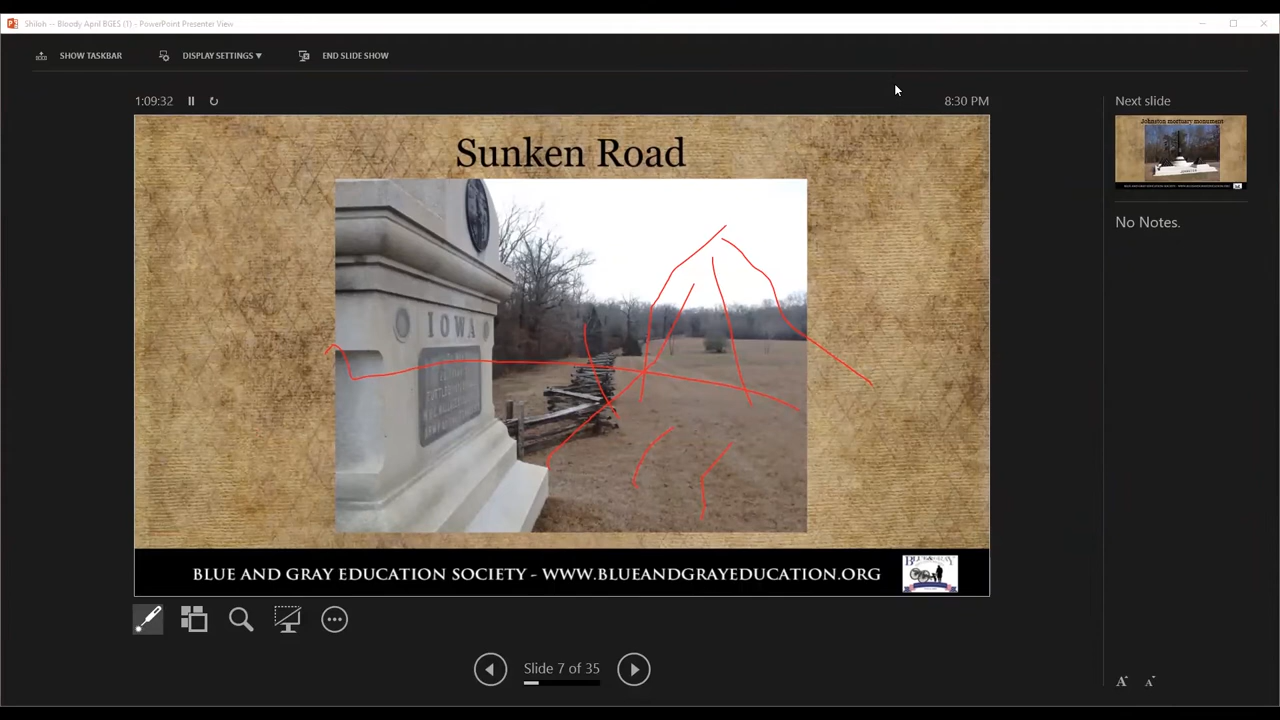 Shiloh -- Bloody April BGES (1) - PowerPoint Presenter View
SHOW TASKBAR
DISPLAY SETTINGS ▾
END SLIDE SHOW
1:09:32
8:30 PM
Next slide
Sunken Road
Johnston mortuary monument
JOHNSTON
IOWA
No Notes.
BLUE AND GRAY EDUCATION SOCIETY - WWW.BLUEANDGRAYEDUCATION.ORG
Slide 7 of 35
A
A